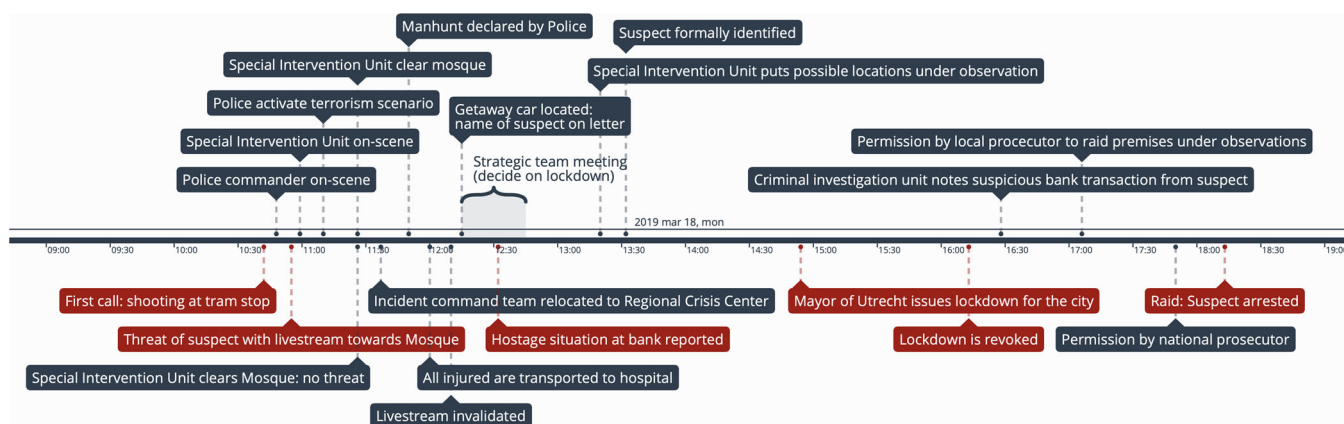 Manhunt declared by Police
Suspect formally identified
Special Intervention Unit clear mosque
Special Intervention Unit puts possible locations under observation
Police activate terrorism scenario
Getaway car located:
name of suspect on letter
Special Intervention Unit on-scene
Permission by local procecutor to raid premises under observations
Strategic team meeting
(decide on lockdown)
Police commander on-scene
Criminal investigation unit notes suspicious bank transaction from suspect
2019 mar 18, mon
09:00 09:30 10:00 10:30 11:00 11:30 12:00 12:30 13:00 13:30 14:00 14:30 15:00 15:30 16:00 16:30 17:00 17:30 18:00 18:30 19:00
First call: shooting at tram stop
Incident command team relocated to Regional Crisis Center
Mayor of Utrecht issues lockdown for the city
Raid: Suspect arrested
Threat of suspect with livestream towards Mosque
Hostage situation at bank reported
Lockdown is revoked
Permission by national prosecutor
Special Intervention Unit clears Mosque: no threat
All injured are transported to hospital
Livestream invalidated